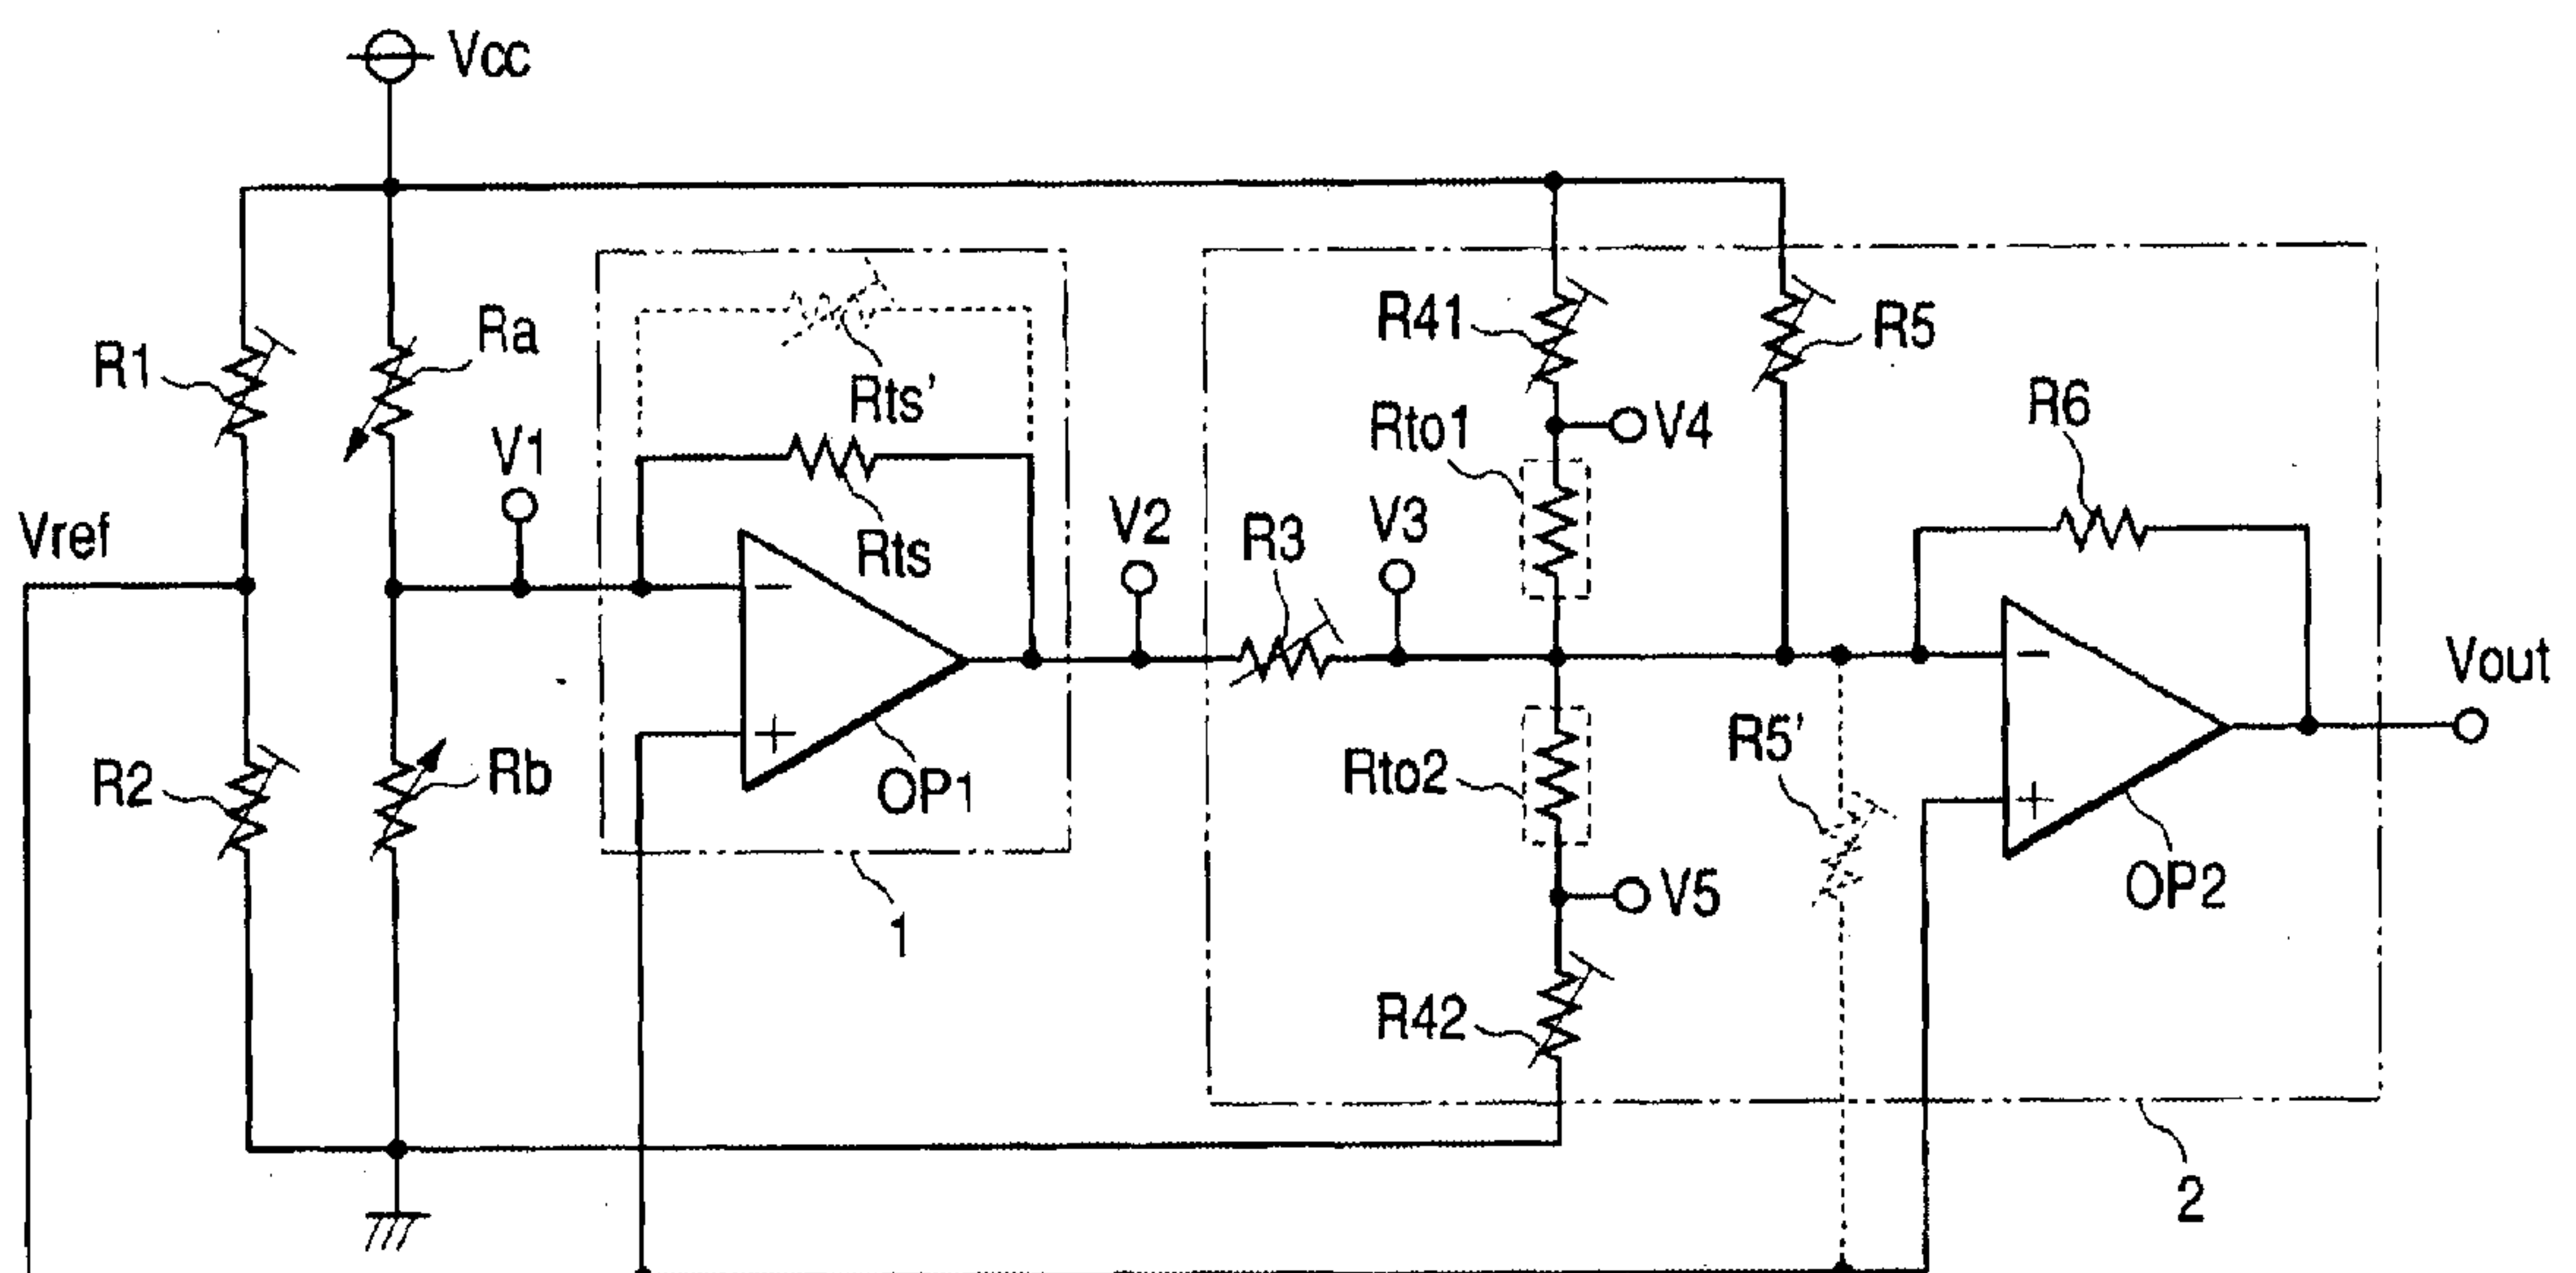 Vcc
R1
Ra
V1
Vref
R2
Rb
Rts'
Rts
−
+
OP1
1
V2
R3
V3
R41
V4
Rto1
R5
R6
Rto2
V5
R42
R5'
−
+
OP2
Vout
2